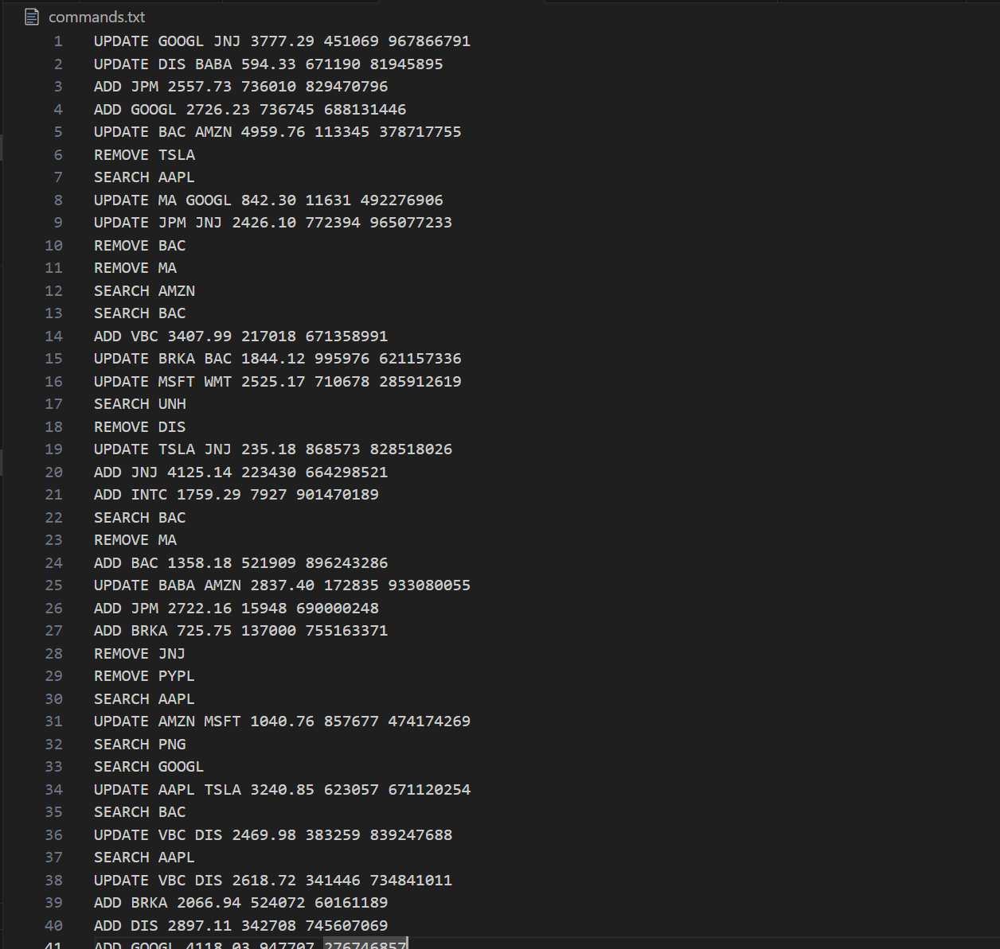 commands.txt
1 UPDATE GOOGL JNJ 3777.29 451069 967866791
2 UPDATE DIS BABA 594.33 671190 81945895
3 ADD JPM 2557.73 736010 829470796
4 ADD GOOGL 2726.23 736745 688131446
5 UPDATE BAC AMZN 4959.76 113345 378717755
6 REMOVE TSLA
7 SEARCH AAPL
8 UPDATE MA GOOGL 842.30 11631 492276906
9 UPDATE JPM JNJ 2426.10 772394 965077233
10 REMOVE BAC
11 REMOVE MA
12 SEARCH AMZN
13 SEARCH BAC
14 ADD VBC 3407.99 217018 671358991
15 UPDATE BRKA BAC 1844.12 995976 621157336
16 UPDATE MSFT WMT 2525.17 710678 285912619
17 SEARCH UNH
18 REMOVE DIS
19 UPDATE TSLA JNJ 235.18 868573 828518026
20 ADD JNJ 4125.14 223430 664298521
21 ADD INTC 1759.29 7927 901470189
22 SEARCH BAC
23 REMOVE MA
24 ADD BAC 1358.18 521909 896243286
25 UPDATE BABA AMZN 2837.40 172835 933080055
26 ADD JPM 2722.16 15948 690000248
27 ADD BRKA 725.75 137000 755163371
28 REMOVE JNJ
29 REMOVE PYPL
30 SEARCH AAPL
31 UPDATE AMZN MSFT 1040.76 857677 474174269
32 SEARCH PNG
33 SEARCH GOOGL
34 UPDATE AAPL TSLA 3240.85 623057 671120254
35 SEARCH BAC
36 UPDATE VBC DIS 2469.98 383259 839247688
37 SEARCH AAPL
38 UPDATE VBC DIS 2618.72 341446 734841011
39 ADD BRKA 2066.94 524072 60161189
40 ADD DIS 2897.11 342708 745607069
41 ADD GOOGL 4118.03 947707 276746857